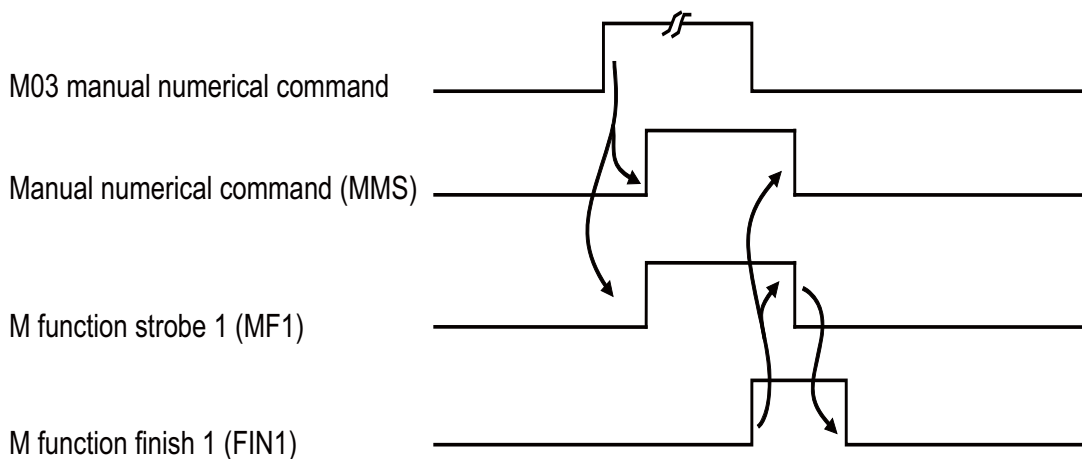 M03 manual numerical command
Manual numerical command (MMS)
M function strobe 1 (MF1)
M function finish 1 (FIN1)